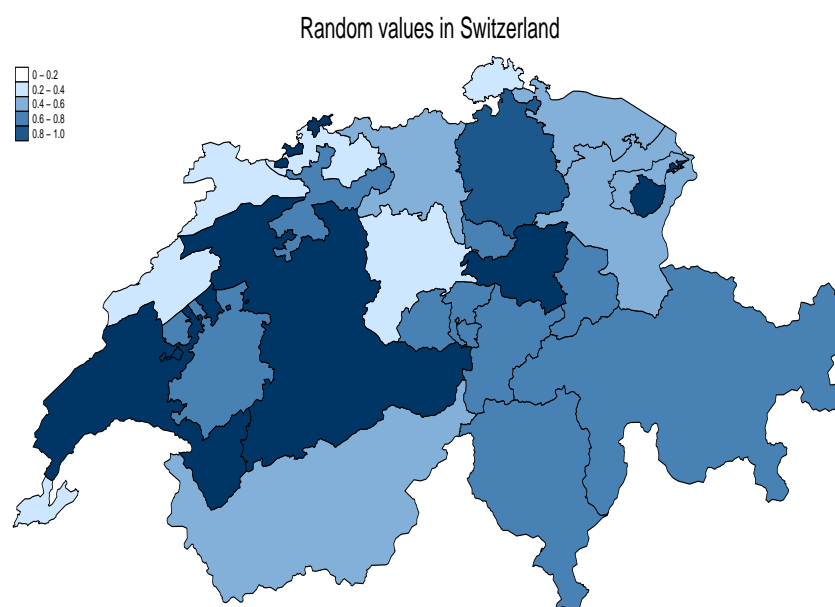 Random values in Switzerland
0 – 0.2
0.2 – 0.4
0.4 – 0.6
0.6 – 0.8
0.8 – 1.0